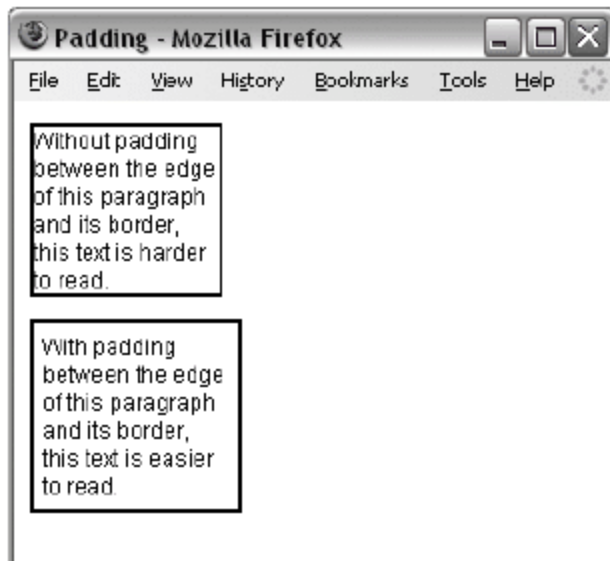 Padding - Mozilla Firefox
File Edit View History Bookmarks Tools Help
Without padding
between the edge
of this paragraph
and its border,
this text is harder
to read.
With padding
between the edge
of this paragraph
and its border,
this text is easier
to read.